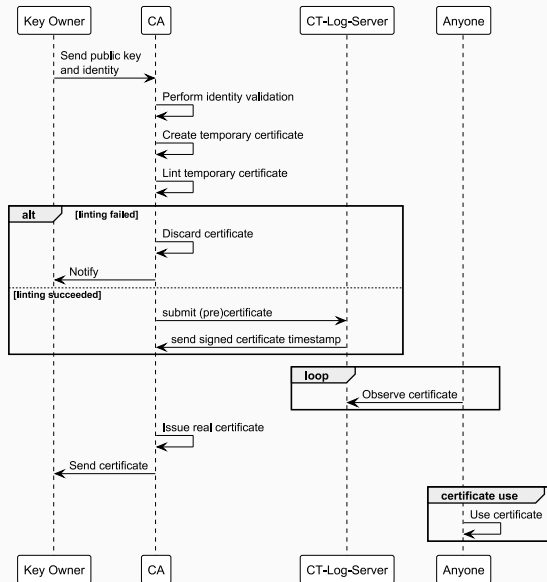 Key Owner
CA
CT-Log-Server
Anyone
Send public key
and identity
Perform identity validation
Create temporary certificate
Lint temporary certificate
alt
[linting failed]
Discard certificate
Notify
[linting succeeded]
submit (pre)certificate
send signed certificate timestamp
loop
Observe certificate
Issue real certificate
Send certificate
certificate use
Use certificate
Key Owner
CA
CT-Log-Server
Anyone